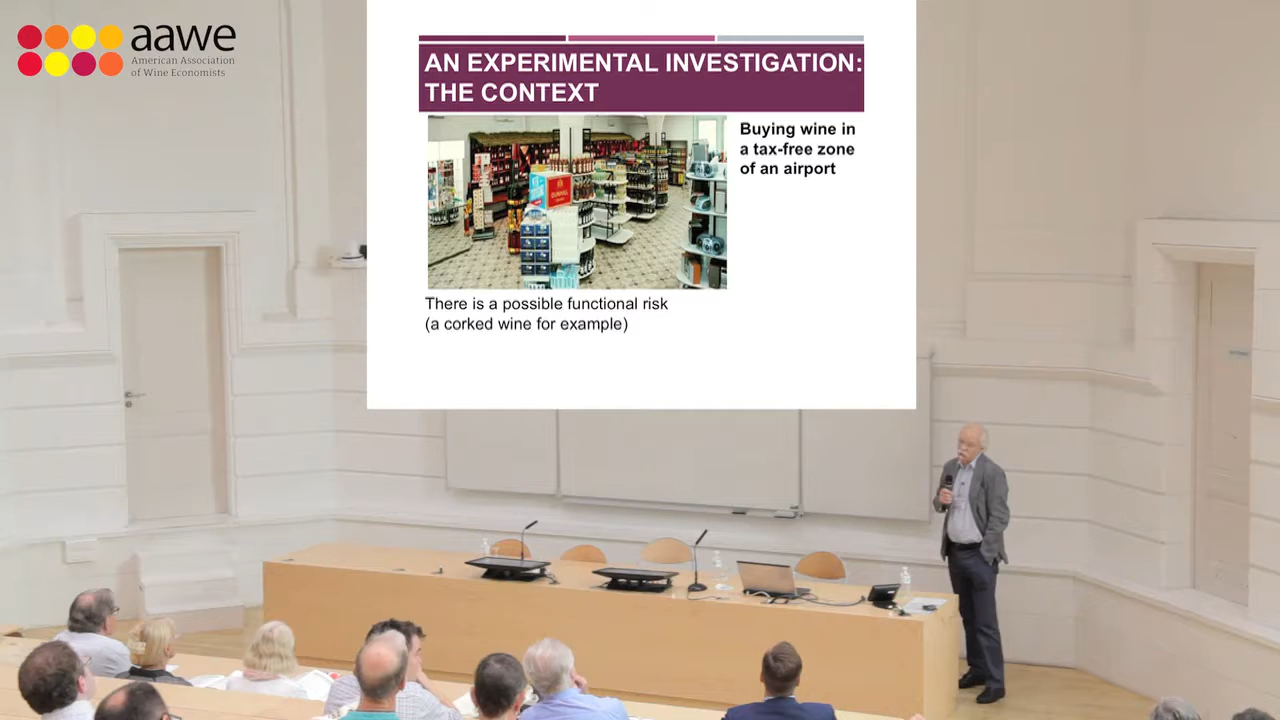 aawe
American Association
of Wine Economists
AN EXPERIMENTAL INVESTIGATION:
THE CONTEXT
Buying wine in
a tax-free zone
of an airport
There is a possible functional risk
(a corked wine for example)